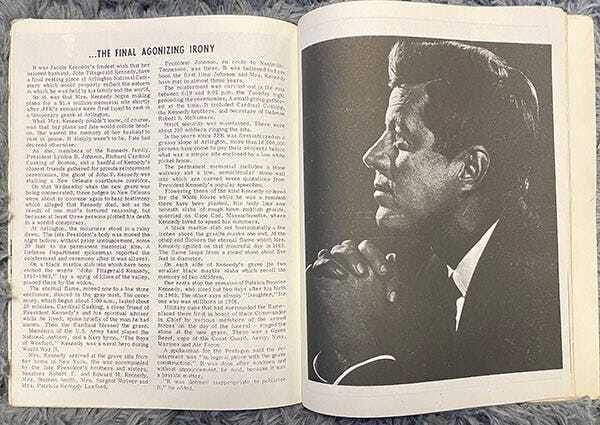 ...THE FINAL AGONIZING IRONY
It was Jackie Kennedy's fondest wish that her
beloved husband, John Fitzgerald Kennedy, have
a final resting place at Arlington National Cem-
etery which would properly reflect the esteem
in which he was held by his family and the world.
So it was that Mrs. Kennedy began making
plans for a $1.4 million memorial site shortly
after JFK's remains were first lain to rest in
a temporary grave at Arlington.
What Mrs. Kennedy couldn't know, of course,
was that her plans and fate would collide head-
on. She wanted the memory of her husband to
rest in peace. It simply wasn't to be. Fate had
decreed otherwise.
As she, members of the Kennedy family,
President Lyndon B. Johnson, Richard Cardinal
Cushing of Boston, and a handful of Kennedy's
closest friends gathered for private reinterment
ceremonies, the ghost of John F. Kennedy was
stalking a New Orleans courthouse corridor.
On that Wednesday when the new grave was
being consecrated, three judges in New Orleans
were about to convene again to hear testimony
which alleged that Kennedy died, not as the
result of one man's tortured reasoning, but
because at least three persons plotted his death
in a sordid conspiracy.
At Arlington, the mourners stood in a rainy
dawn. The late President's body was moved the
night before, without prior announcement, some
20 feet to its permanent memorial site. A
Defense Department spokesman reported the
reinterment and ceremony after it was allayed.
On a black marble slab into which have been
etched the words "John Fitzgerald Kennedy,
1917-1963," lay a sprig of lilies of the valley,
placed there by the widow.
The eternal flame, moved now to a low stone
enclosure, danced in the gray mist. The cere-
mony, which began about 7:00 a.m., lasted about
20 minutes. Cardinal Cushing, a close friend of
President Kennedy's and his spiritual adviser
while he lived, spoke briefly of the man he had
known. Then the Cardinal blessed the grave.
Members of the U.S. Army band played the
National Anthem, and a Navy hymn, "The Boys
of Wexford." Kennedy was a naval hero during
World War II.
Mrs. Kennedy arrived at the grave site from
her home in New York. She was accompanied
by the late President's brothers and sisters,
Senators Robert F. and Edward M. Kennedy,
Mrs. Stephen Smith, Mrs. Sargent Shriver and
Mrs. Patricia Kennedy Lawford.
President Johnson, en route to Nashville,
Tennessee, was there. It was believed to have
been the first time Johnson and Mrs. Kennedy
have met in almost three years.
The reinterment was carried out in the rain
between 6:19 and 9:01 p.m. the Tuesday night
preceding the ceremonies. A small group gather-
ed at the time. It included Cardinal Cushing,
the Kennedy brothers, and Secretary of Defense
Robert S. McNamara.
Strict security was maintained. There were
about 200 soldiers ringing the site.
In the years since JFK was first interred on a
grassy slope at Arlington, more than 16,000,000
persons have come to pay their respects before
what was a simple site enclosed by a low white
picket fence.
The permanent memorial includes a stone
walkway and a low, semicircular stone wall
into which are carved seven quotations from
President Kennedy's popular speeches.
Flowering trees of the kind Kennedy ordered
for the White House while he was a resident
there have been planted. His body lies now
beneath slabs of rough hewn reddish granite,
quarried on Cape Cod, Massachusetts, where
Kennedy loved to spend his summers.
A black marble slab set horizontally a few
inches above the granite marks one end. At the
other end flickers the eternal flame which Mrs.
Kennedy ignited on that mournful day in 1963.
The flame leaps from a round stone about five
feet in diameter.
On each side of Kennedy's grave lie two
smaller black marble slabs which recall the
memory of two children.
One rests atop the remains of Patrick Bouvier
Kennedy, who lived but two days after his birth
in 1963; The other says simply "Daughter," for
one who was stillborn in 1956.
Military caps that had surrounded the flame
placed there first in honor of their Commander
in Chief by various members of the armed
forces on the day of the funeral - ringed the
stone at the new grave. There was a Green
Beret, caps of the Coast Guard, Army, Navy,
Marines and Air Force.
A spokesman for the Pentagon said the re-
interment was "in logical phase with the grave
construction." It was done after sundown and
without announcement, he said, because it was
a private matter.
"It was deemed inappropriate to publicize
it," he added.